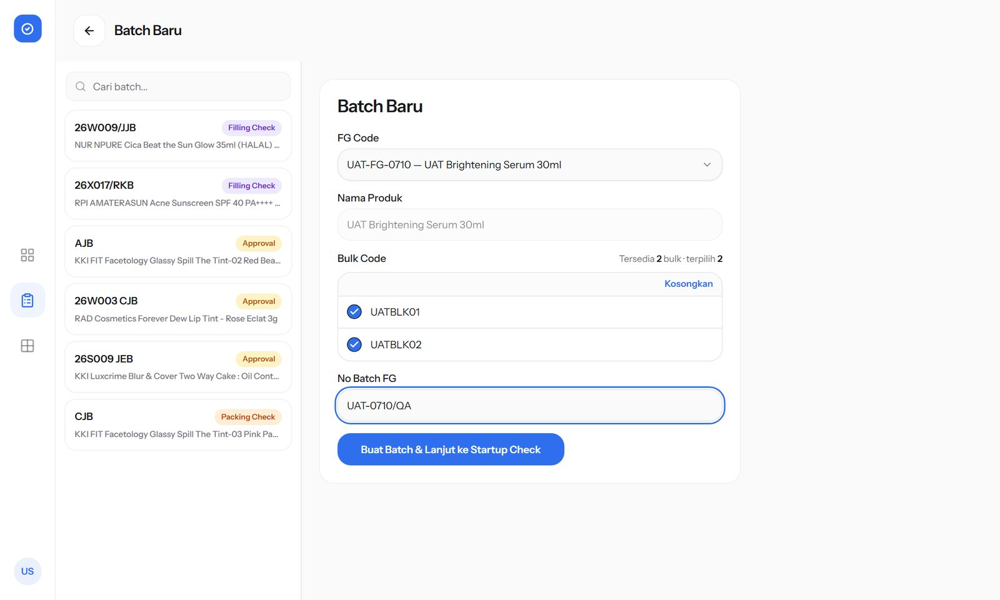 Batch Baru
Cari batch...
26W009/JJB
Filling Check
NUR NPURE Cica Beat the Sun Glow 35ml (HALAL) ...
26X017/RKB
Filling Check
RPI AMATERASUN Acne Sunscreen SPF 40 PA++++ ...
AJB
Approval
KKI FIT Facetology Glassy Spill The Tint-02 Red Bea...
26W003 CJB
Approval
RAD Cosmetics Forever Dew Lip Tint - Rose Eclat 3g
26S009 JEB
Approval
KKI Luxcrime Blur & Cover Two Way Cake : Oil Cont...
CJB
Packing Check
KKI FIT Facetology Glassy Spill The Tint-03 Pink Pa...
US
Batch Baru
FG Code
UAT-FG-0710 — UAT Brightening Serum 30ml
Nama Produk
UAT Brightening Serum 30ml
Bulk Code
Tersedia 2 bulk · terpilih 2
Kosongkan
UATBLK01
UATBLK02
No Batch FG
UAT-0710/QA
Buat Batch & Lanjut ke Startup Check